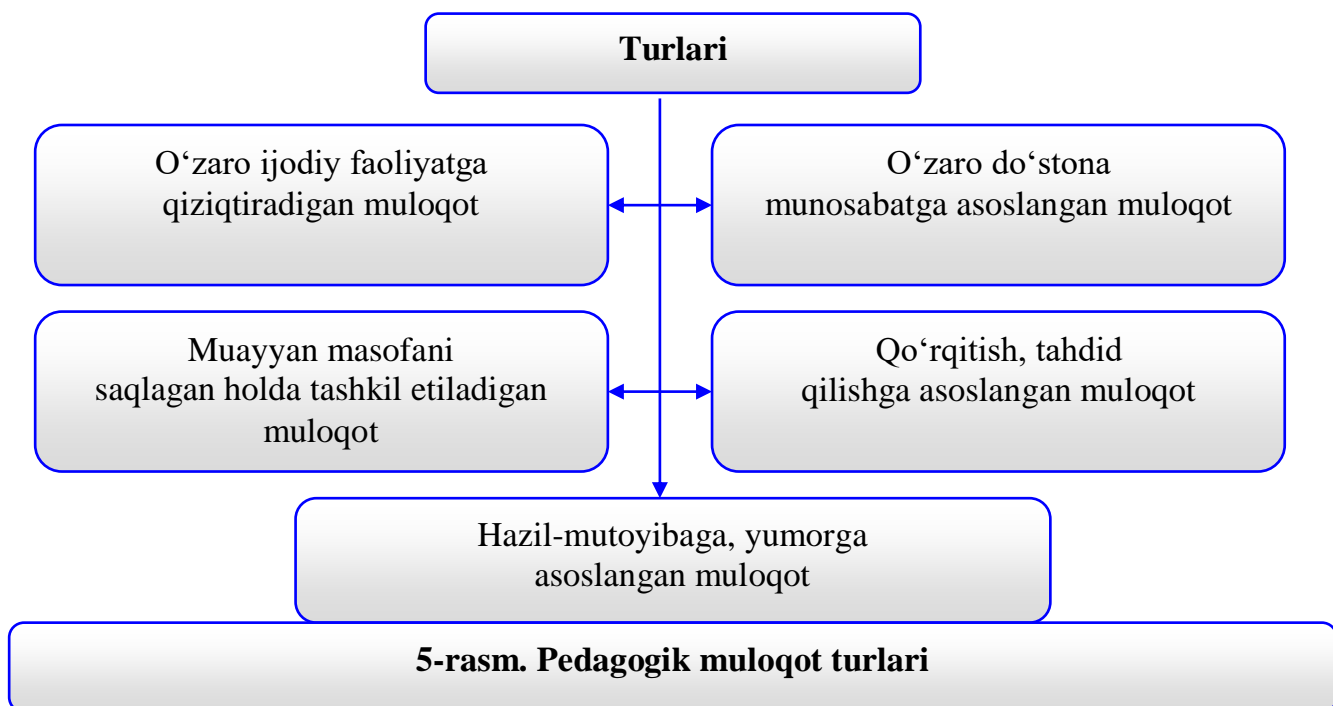 Turlari
O‘zaro ijodiy faoliyatga
qiziqtiradigan muloqot
O‘zaro do‘stona
munosabatga asoslangan muloqot
Muayyan masofani
saqlagan holda tashkil etiladigan
muloqot
Qo‘rqitish, tahdid
qilishga asoslangan muloqot
Hazil-mutoyibaga, yumorga
asoslangan muloqot
5-rasm. Pedagogik muloqot turlari